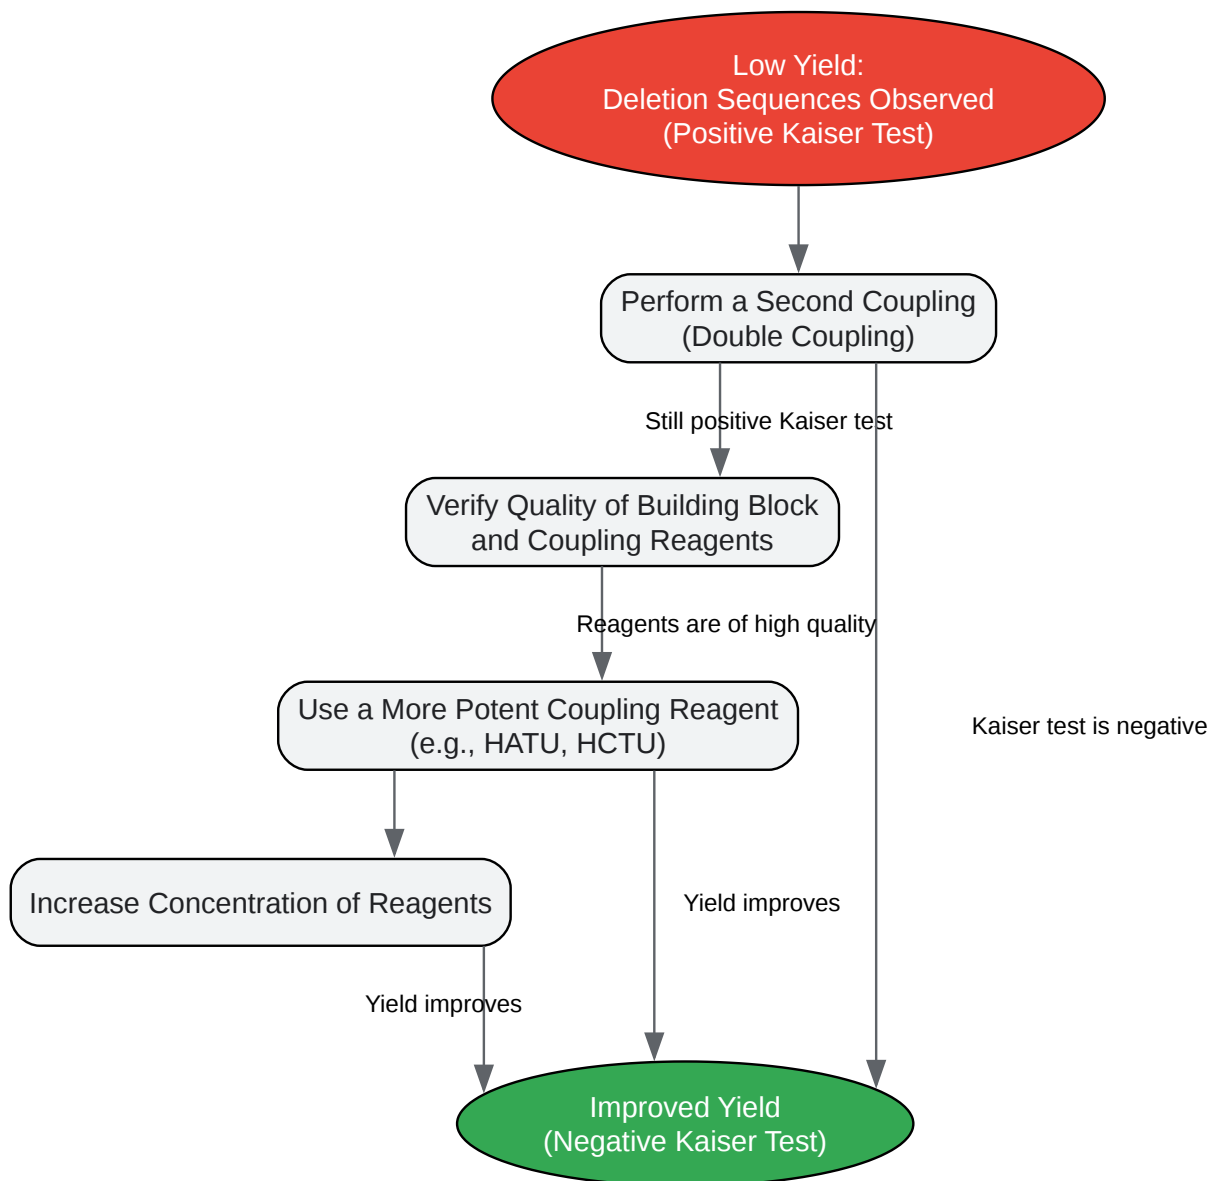 Low Yield:
Deletion Sequences Observed
(Positive Kaiser Test)
Perform a Second Coupling
(Double Coupling)
Still positive Kaiser test
Verify Quality of Building Block
and Coupling Reagents
Reagents are of high quality
Use a More Potent Coupling Reagent
(e.g., HATU, HCTU)
Kaiser test is negative
Increase Concentration of Reagents
Yield improves
Yield improves
Improved Yield
(Negative Kaiser Test)